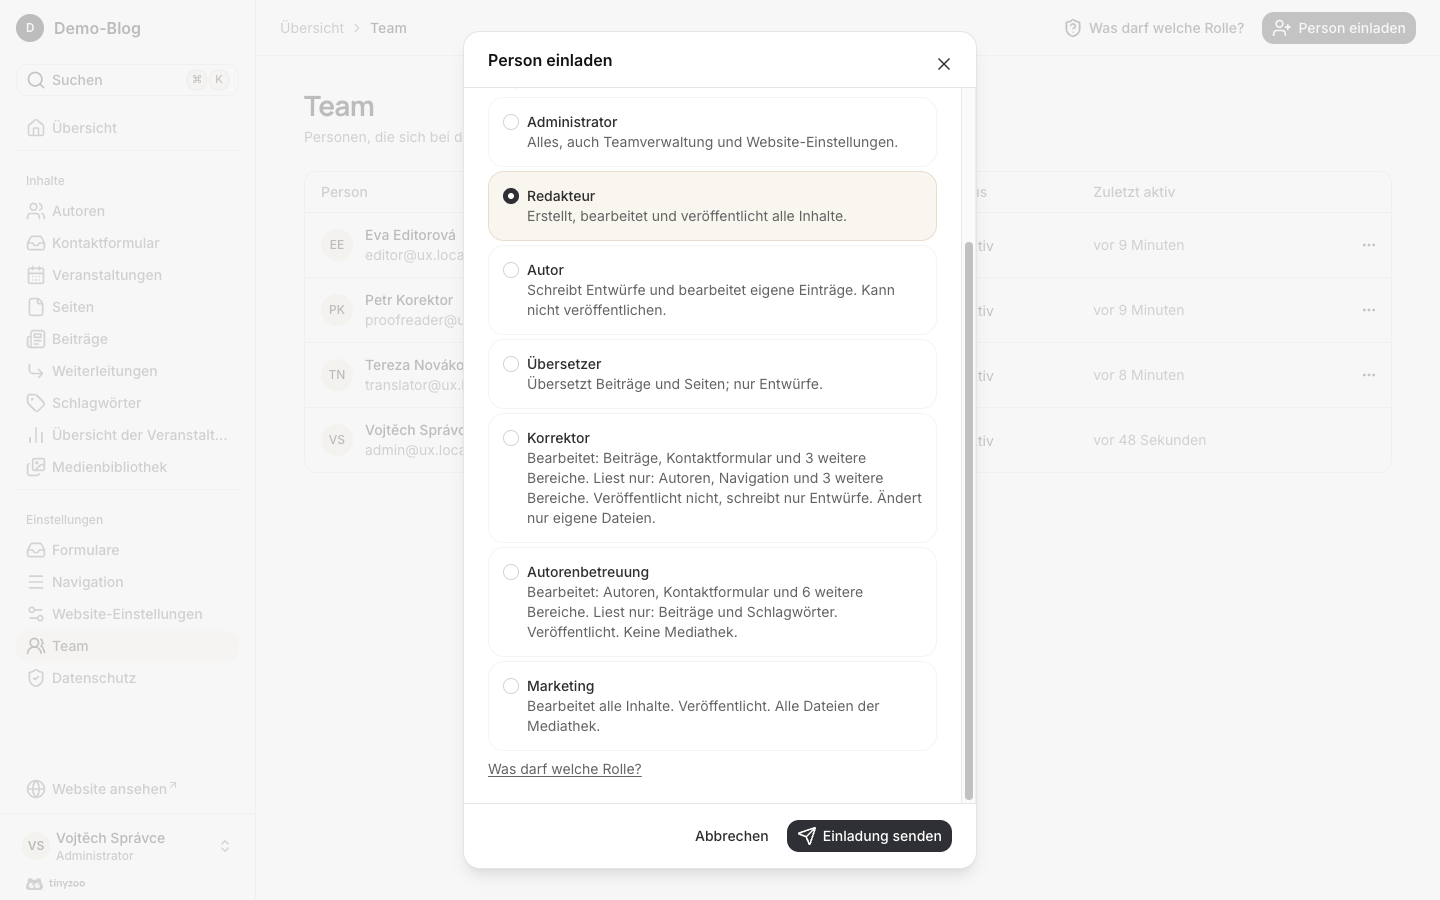 D
Demo-Blog
Suchen
⌘
K
Übersicht
Inhalte
Autoren
Kontaktformular
Veranstaltungen
Seiten
Beiträge
Weiterleitungen
Schlagwörter
Übersicht der Veranstalt...
Medienbibliothek
Einstellungen
Formulare
Navigation
Website-Einstellungen
Team
Datenschutz
Website ansehen
VS
Vojtěch Správce
Administrator
tinyzoo
Übersicht
Team
Was darf welche Rolle?
Person einladen
Team
Personen, die sich bei d
Person
us
Zuletzt aktiv
EE
Eva Editorová
editor@ux.loca
tiv
vor 9 Minuten
PK
Petr Korektor
proofreader@u
tiv
vor 9 Minuten
TN
Tereza Nováko
translator@ux.l
tiv
vor 8 Minuten
VS
Vojtěch Správc
admin@ux.loca
tiv
vor 48 Sekunden
Person einladen
Administrator
Alles, auch Teamverwaltung und Website-Einstellungen.
Redakteur
Erstellt, bearbeitet und veröffentlicht alle Inhalte.
Autor
Schreibt Entwürfe und bearbeitet eigene Einträge. Kann
nicht veröffentlichen.
Übersetzer
Übersetzt Beiträge und Seiten; nur Entwürfe.
Korrektor
Bearbeitet: Beiträge, Kontaktformular und 3 weitere
Bereiche. Liest nur: Autoren, Navigation und 3 weitere
Bereiche. Veröffentlicht nicht, schreibt nur Entwürfe. Ändert
nur eigene Dateien.
Autorenbetreuung
Bearbeitet: Autoren, Kontaktformular und 6 weitere
Bereiche. Liest nur: Beiträge und Schlagwörter.
Veröffentlicht. Keine Mediathek.
Marketing
Bearbeitet alle Inhalte. Veröffentlicht. Alle Dateien der
Mediathek.
Was darf welche Rolle?
Abbrechen
Einladung senden